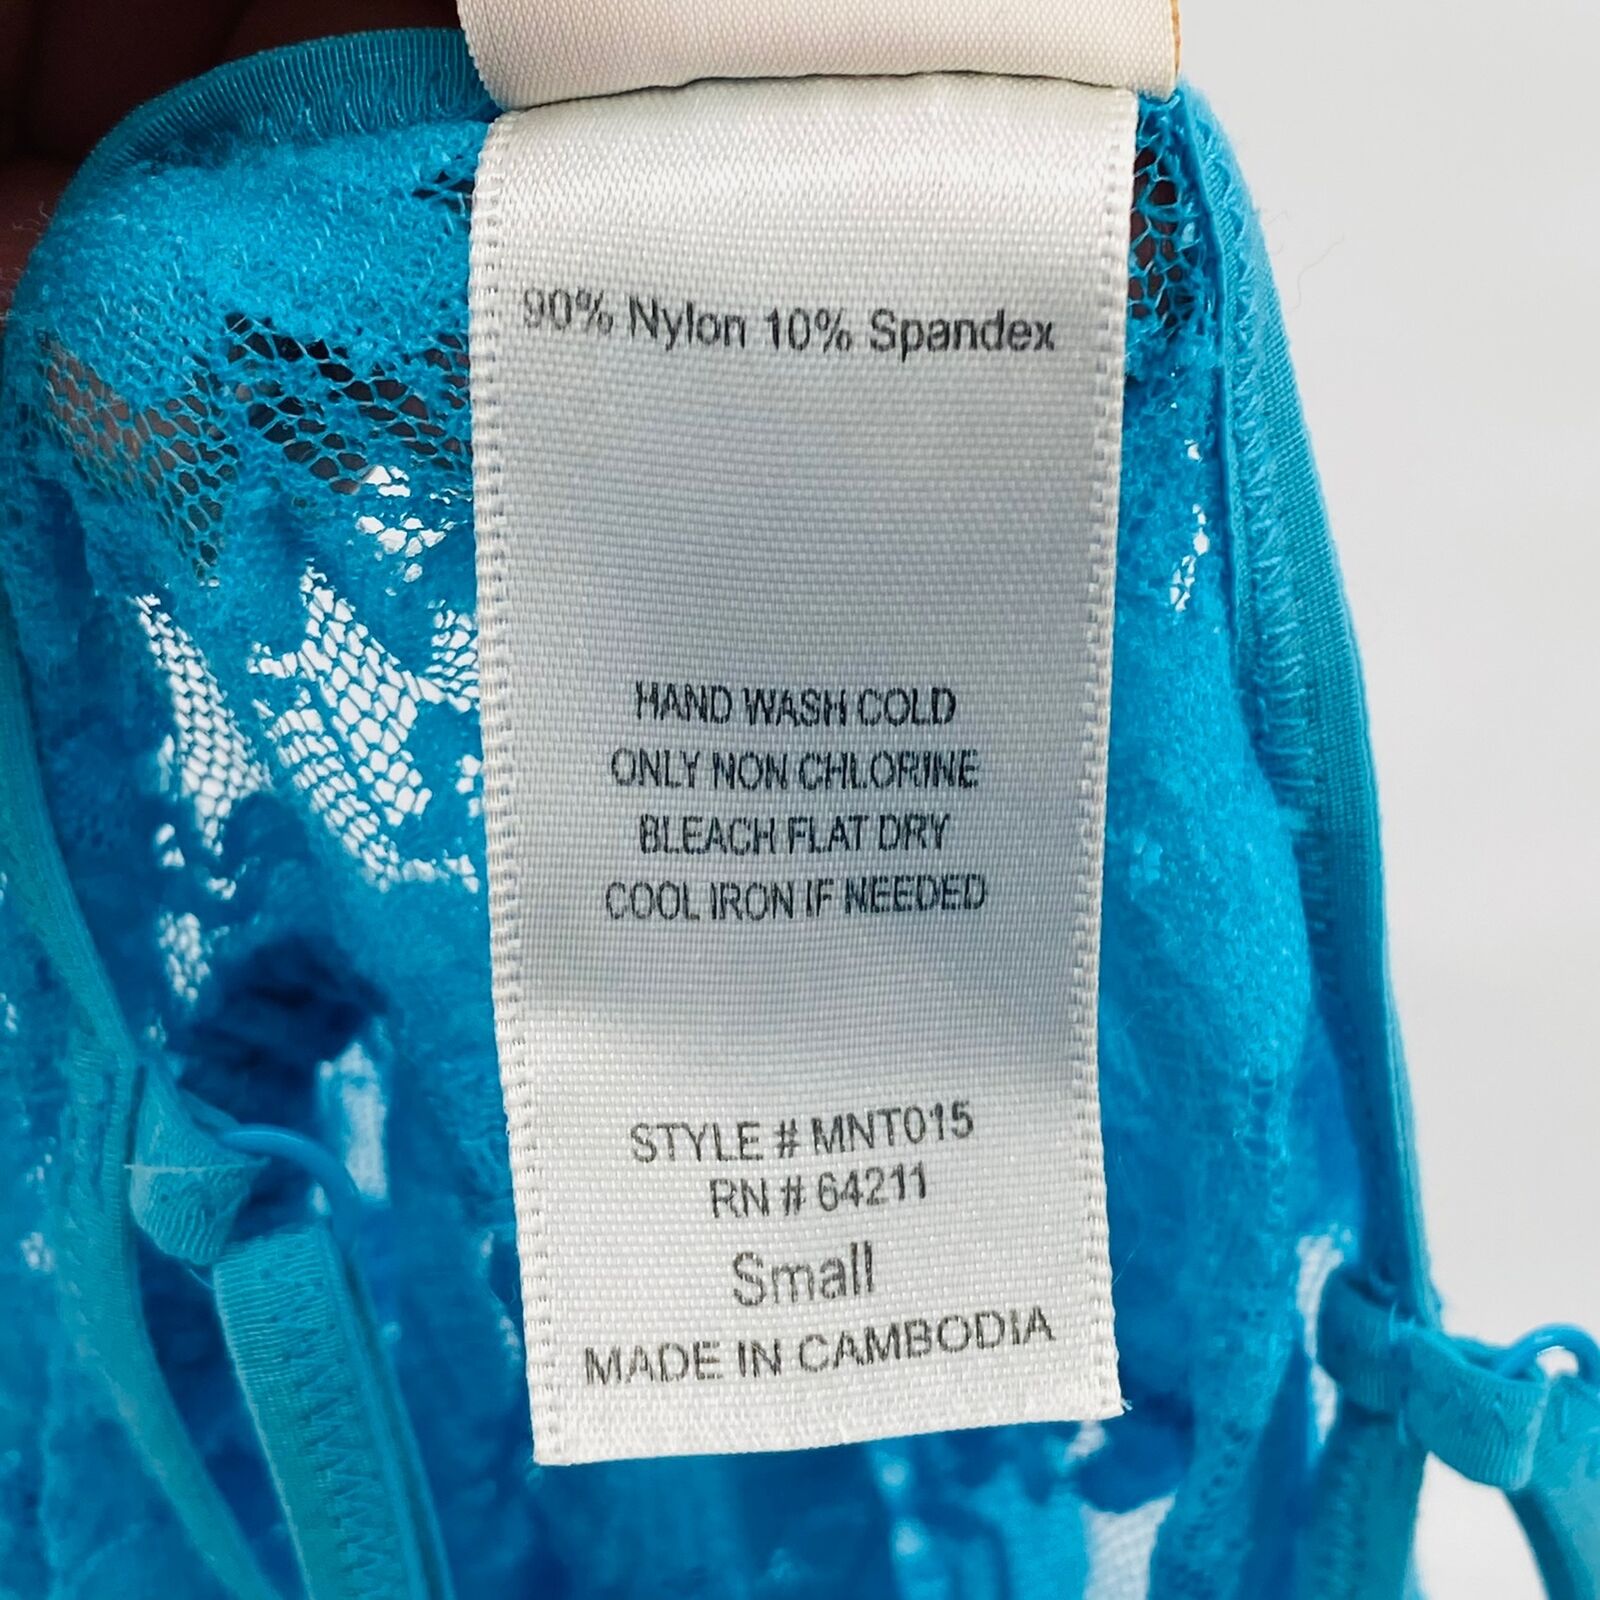 90% Nylon 10% Spandex
HAND WASH COLD
ONLY NON CHLORINE
BLEACH FLAT DRY
COOL IRON IF NEEDED
STYLE # MNT015
RN # 64211
Small
MADE IN CAMBODIA